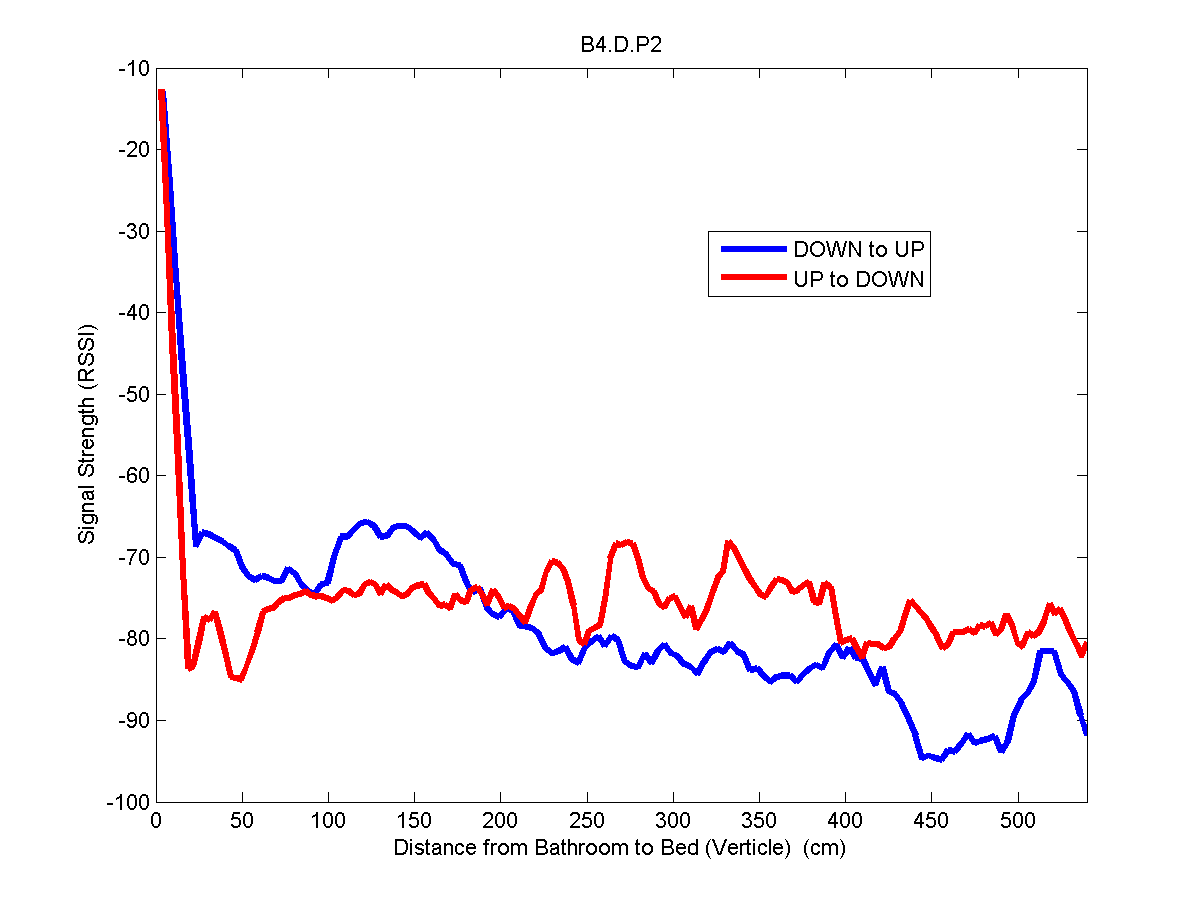 B4.D.P2
-10
-20
-30
-40
-50
-60
-70
-80
-90
-100
Signal Strength (RSSI)
DOWN to UP
UP to DOWN
0 50 100 150 200 250 300 350 400 450 500
Distance from Bathroom to Bed (Verticle) (cm)